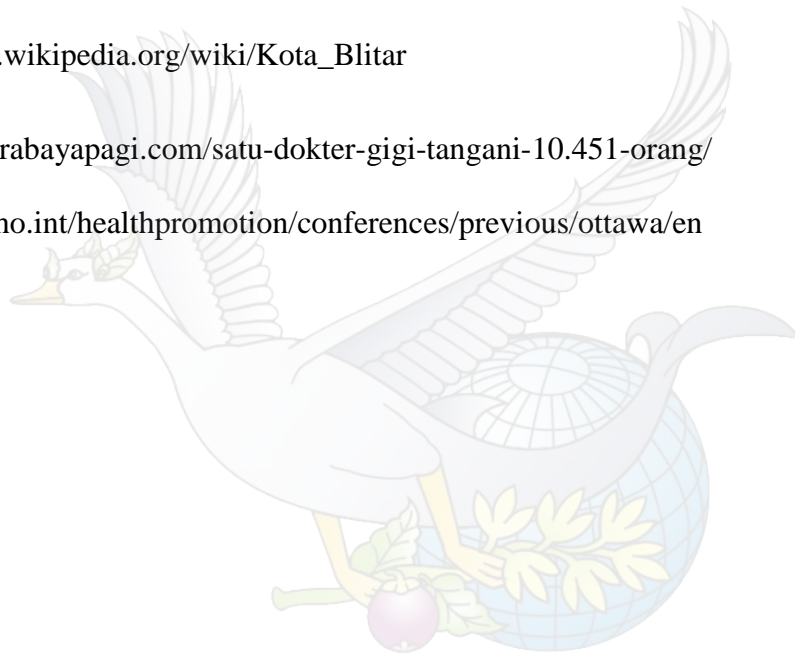 .wikipedia.org/wiki/Kota_Blitar
rabayapagi.com/satu-dokter-gigi-tangani-10.451-orang/
no.int/healthpromotion/conferences/previous/ottawa/en